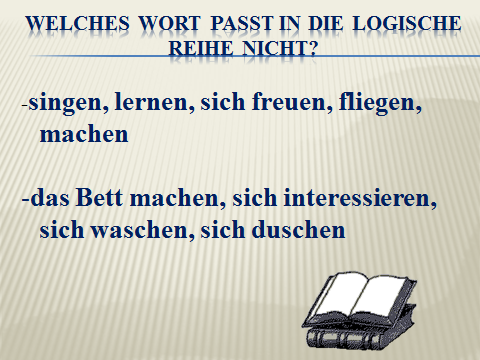 WELCHES WORT PASST IN DIE LOGISCHE
REIHE NICHT?
-singen, lernen, sich freuen, fliegen,
machen
-das Bett machen, sich interessieren,
sich waschen, sich duschen